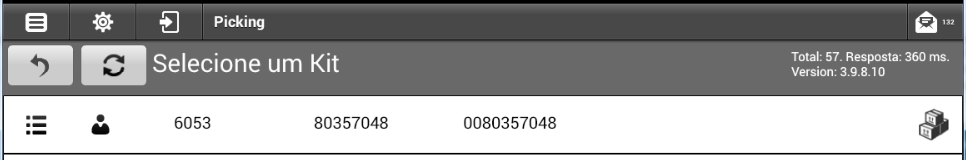 Picking
132
Selecione um Kit
Total: 57. Resposta: 360 ms.
Version: 3.9.8.10
6053 80357048 0080357048